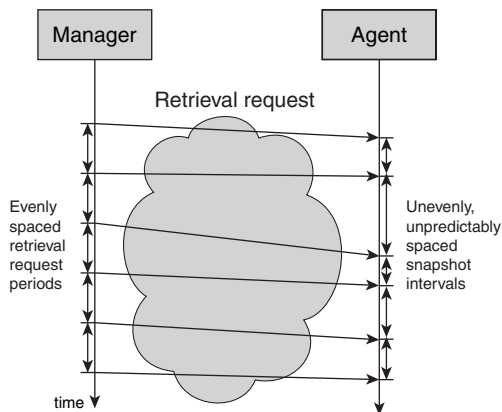 Manager
Agent
Retrieval request
Evenly
spaced
retrieval
request
periods
Unevenly,
unpredictably
spaced
snapshot
intervals
time